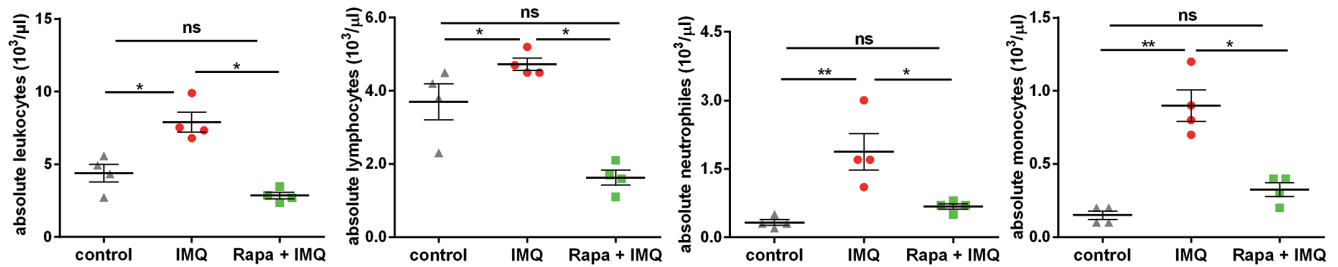 absolute leukocytes (10³/µl)
15
10
5
0
ns
*
*
control
IMQ
Rapa + IMQ
absolute lymphocytes (10³/µl)
6.0
4.0
2.0
0.0
ns
*
*
control
IMQ
Rapa + IMQ
absolute neutrophiles (10³/µl)
4.5
3.0
1.5
0.0
ns
**
*
control
IMQ
Rapa + IMQ
absolute monocytes (10³/µl)
1.5
1.0
0.5
0.0
ns
**
*
control
IMQ
Rapa + IMQ